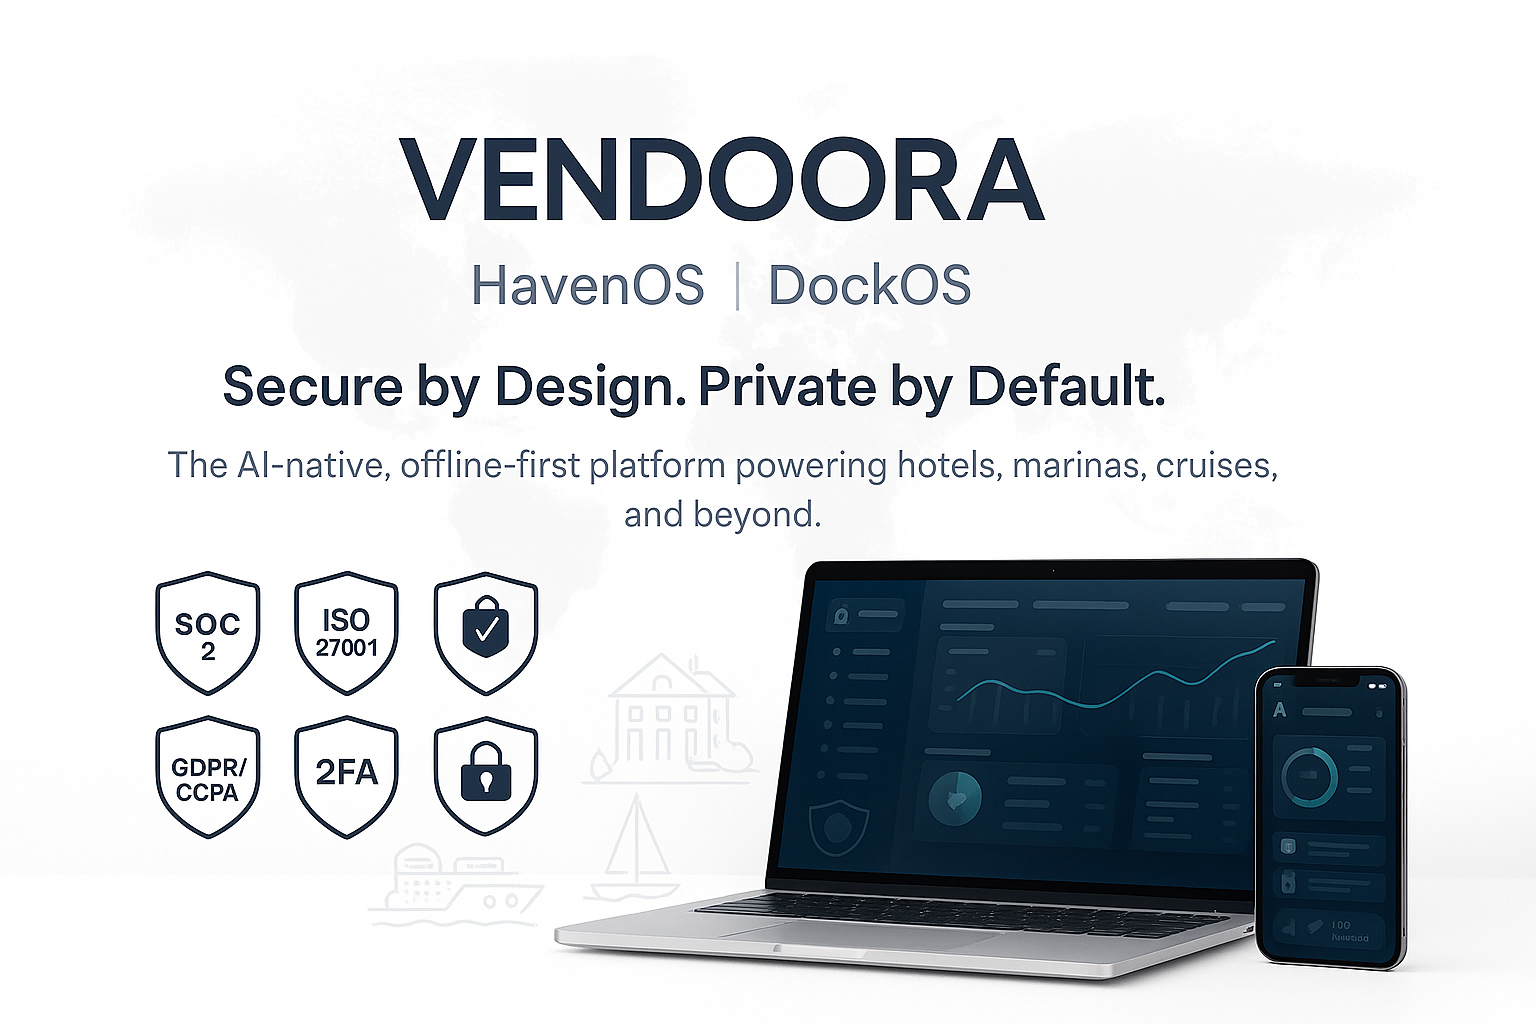 VENDOORA
HavenOS | DockOS
Secure by Design. Private by Default.
The AI-native, offline-first platform powering hotels, marinas, cruises,
and beyond.
SOC
2
ISO
27001
GDPR/
CCPA
2FA
A
100